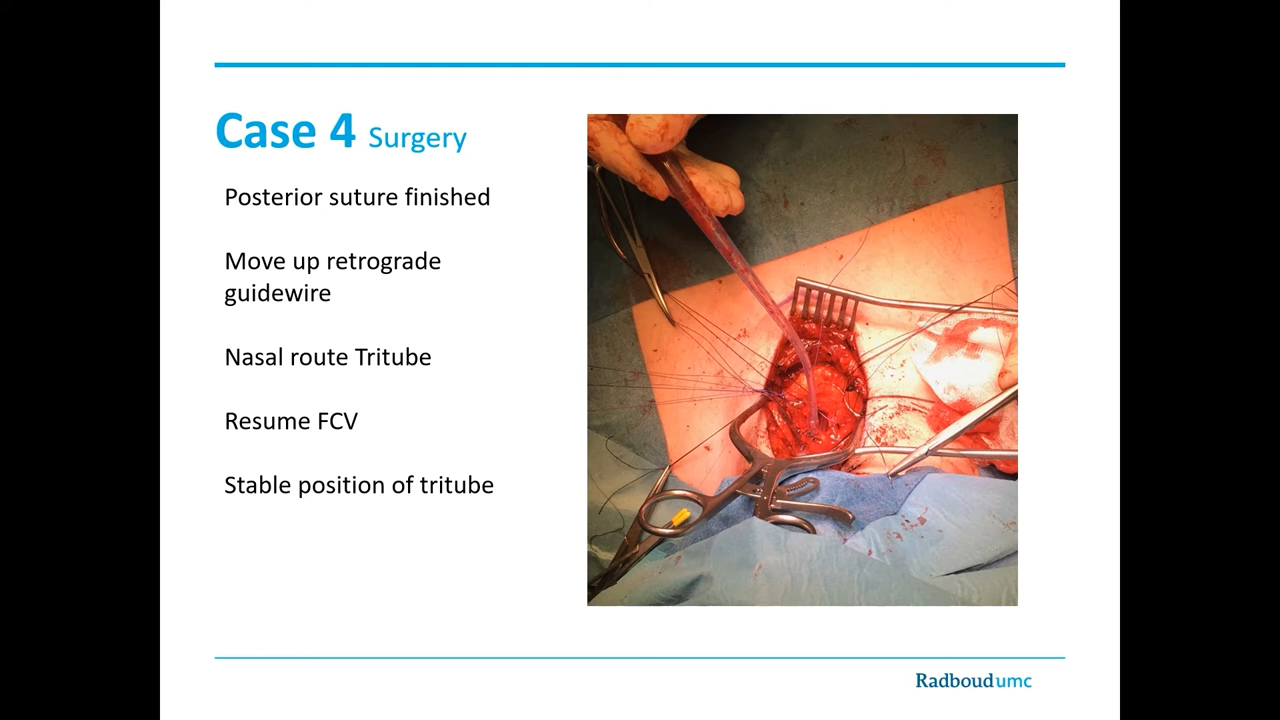 Case 4 Surgery
Posterior suture finished
Move up retrograde
guidewire
Nasal route Tritube
Resume FCV
Stable position of tritube
Radboudumc